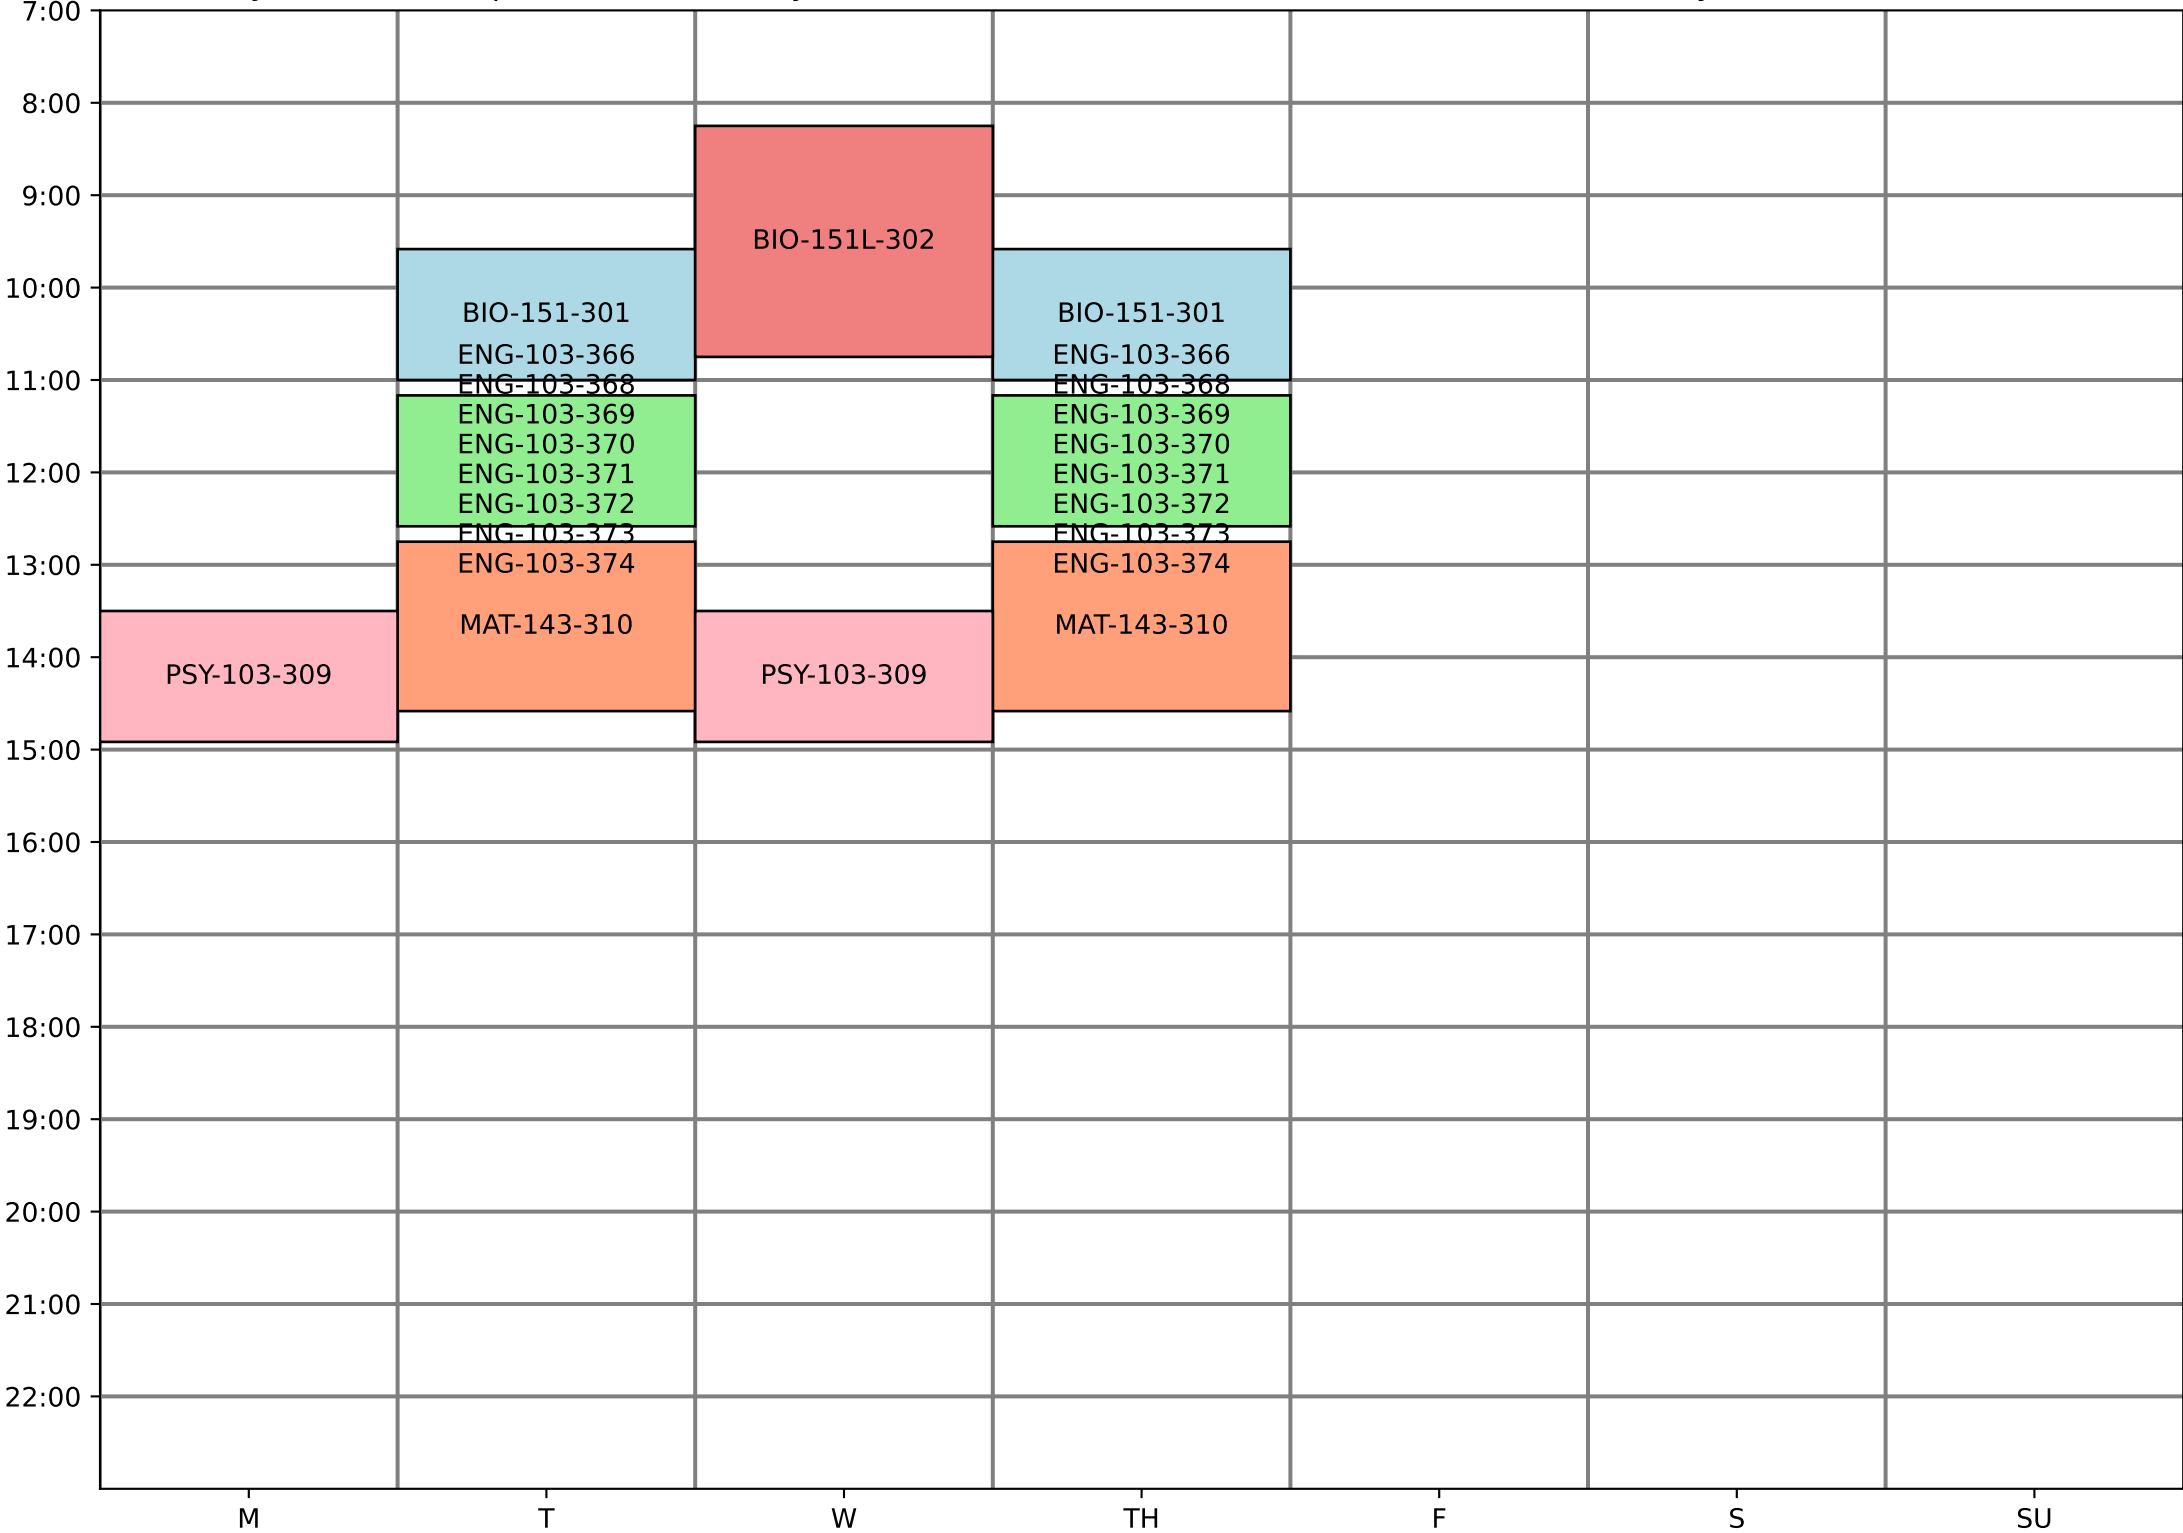 7:00
8:00
9:00
10:00
11:00
12:00
13:00
14:00
15:00
16:00
17:00
18:00
19:00
20:00
21:00
22:00
PSY-103-309
BIO-151-301
ENG-103-366
ENG-103-368
ENG-103-369
ENG-103-370
ENG-103-371
ENG-103-372
ENG-103-373
ENG-103-374
MAT-143-310
BIO-151L-302
PSY-103-309
BIO-151-301
ENG-103-366
ENG-103-368
ENG-103-369
ENG-103-370
ENG-103-371
ENG-103-372
ENG-103-373
ENG-103-374
MAT-143-310
M T W TH F S SU